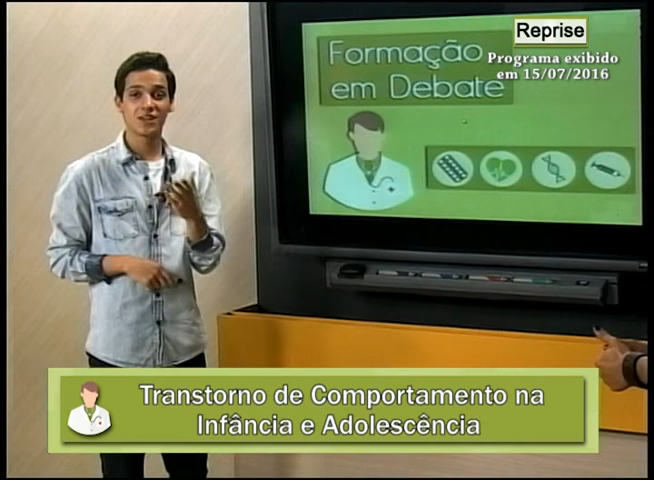 Reprise
Programa exibido
em 15/07/2016
Formação
em Debate
Transtorno de Comportamento na
Infância e Adolescência